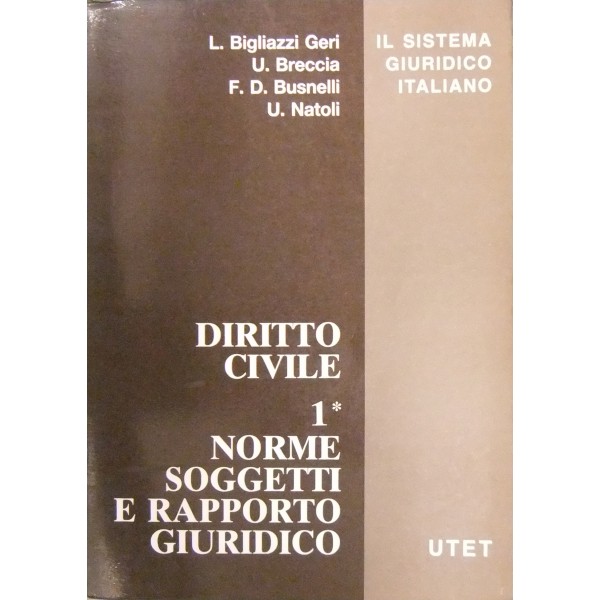 L. Bigliazzi Geri
U. Breccia
F. D. Busnelli
U. Natoli
IL SISTEMA
GIURIDICO
ITALIANO
DIRITTO
CIVILE
1*
NORME
SOGGETTI
E RAPPORTO
GIURIDICO
UTET